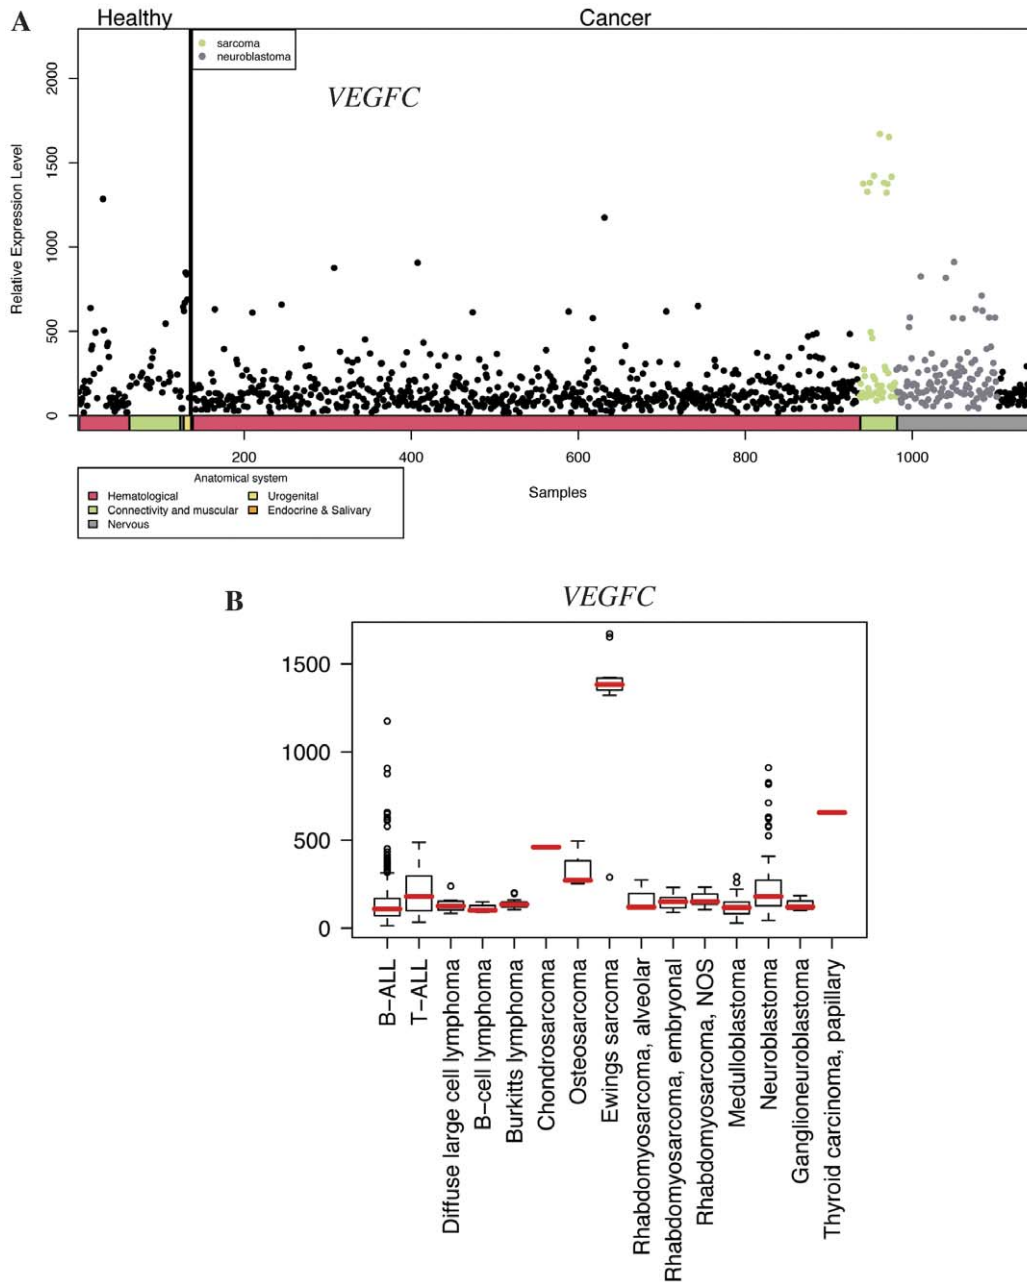 A
Healthy
Cancer
sarcoma
neuroblastoma
VEGFC
Relative Expression Level
2000
1500
1000
500
0
200
400
600
800
1000
Samples
Anatomical system
Hematological
Urogenital
Connectivity and muscular
Endocrine & Salivary
Nervous
B
VEGFC
1500
1000
500
0
B-ALL
T-ALL
Diffuse large cell lymphoma
B-cell lymphoma
Burkitts lymphoma
Chondrosarcoma
Osteosarcoma
Ewings sarcoma
Rhabdomyosarcoma, alveolar
Rhabdomyosarcoma, embryonal
Rhabdomyosarcoma, NOS
Medulloblastoma
Neuroblastoma
Ganglioneuroblastoma
Thyroid carcinoma, papillary